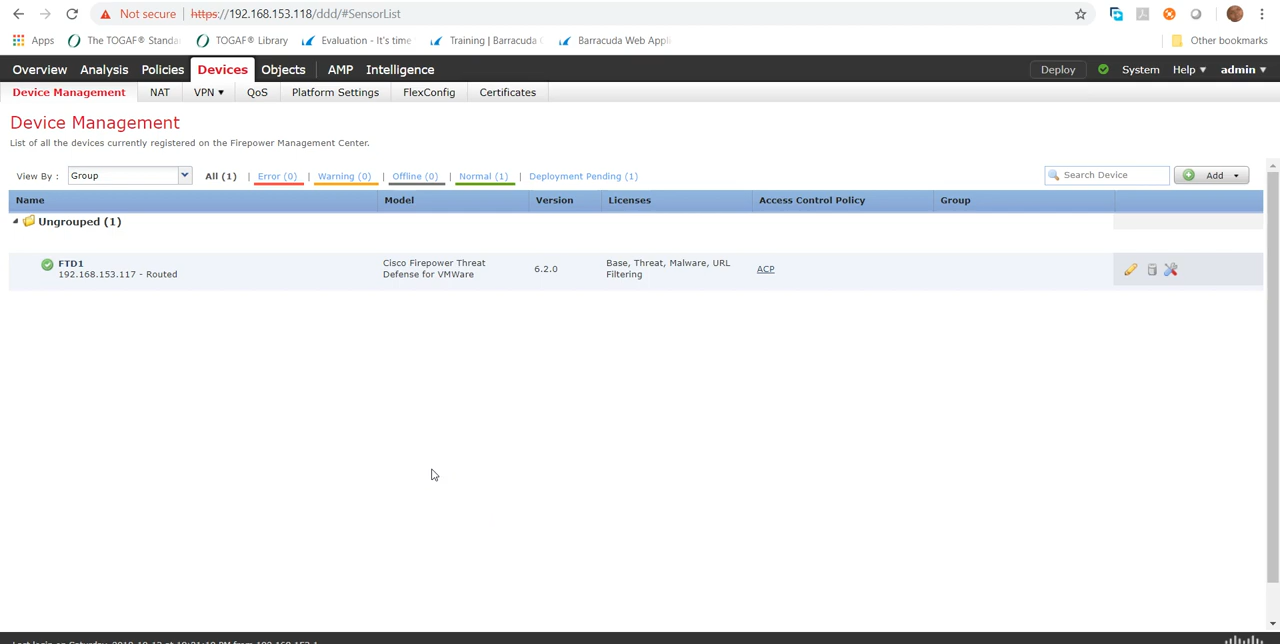 Not secure | https://192.168.153.118/ddd/#SensorList
Apps The TOGAF® Standa TOGAF® Library Evaluation - It's time Training | Barracuda Barracuda Web Appl Other bookmarks
Overview Analysis Policies Devices Objects AMP Intelligence Deploy System Help admin
Device Management NAT VPN QoS Platform Settings FlexConfig Certificates
Device Management
List of all the devices currently registered on the Firepower Management Center.
View By : Group All (1) | Error (0) | Warning (0) | Offline (0) | Normal (1) | Deployment Pending (1) Search Device Add
Name Model Version Licenses Access Control Policy Group
Ungrouped (1)
FTD1
192.168.153.117 - Routed
Cisco Firepower Threat
Defense for VMWare
6.2.0
Base, Threat, Malware, URL
Filtering
ACP